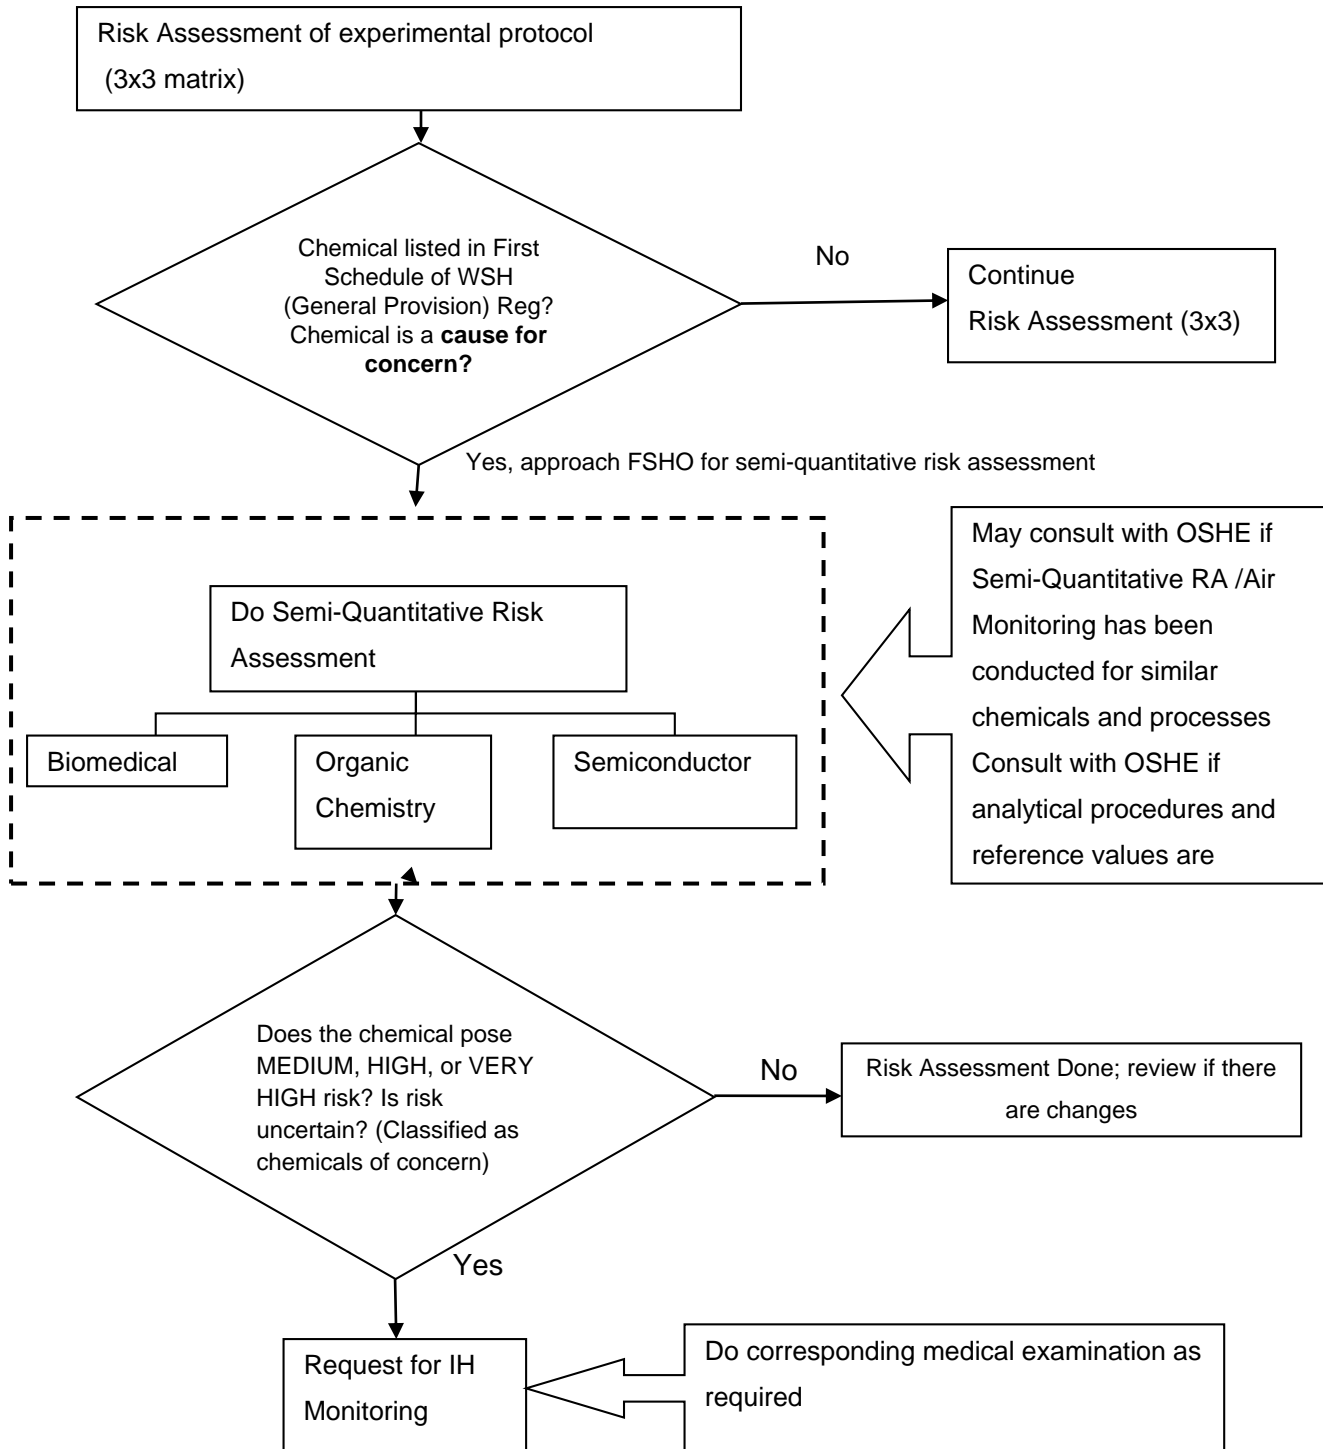 Risk Assessment of experimental protocol
(3x3 matrix)
Chemical listed in First
Schedule of WSH
(General Provision) Reg?
Chemical is a cause for
concern?
No
Continue
Risk Assessment (3x3)
Yes, approach FSHO for semi-quantitative risk assessment
Do Semi-Quantitative Risk
Assessment
Biomedical
Organic
Chemistry
Semiconductor
May consult with OSHE if
Semi-Quantitative RA /Air
Monitoring has been
conducted for similar
chemicals and processes
Consult with OSHE if
analytical procedures and
reference values are
Does the chemical pose
MEDIUM, HIGH, or VERY
HIGH risk? Is risk
uncertain? (Classified as
chemicals of concern)
No
Risk Assessment Done; review if there
are changes
Yes
Request for IH
Monitoring
Do corresponding medical examination as
required